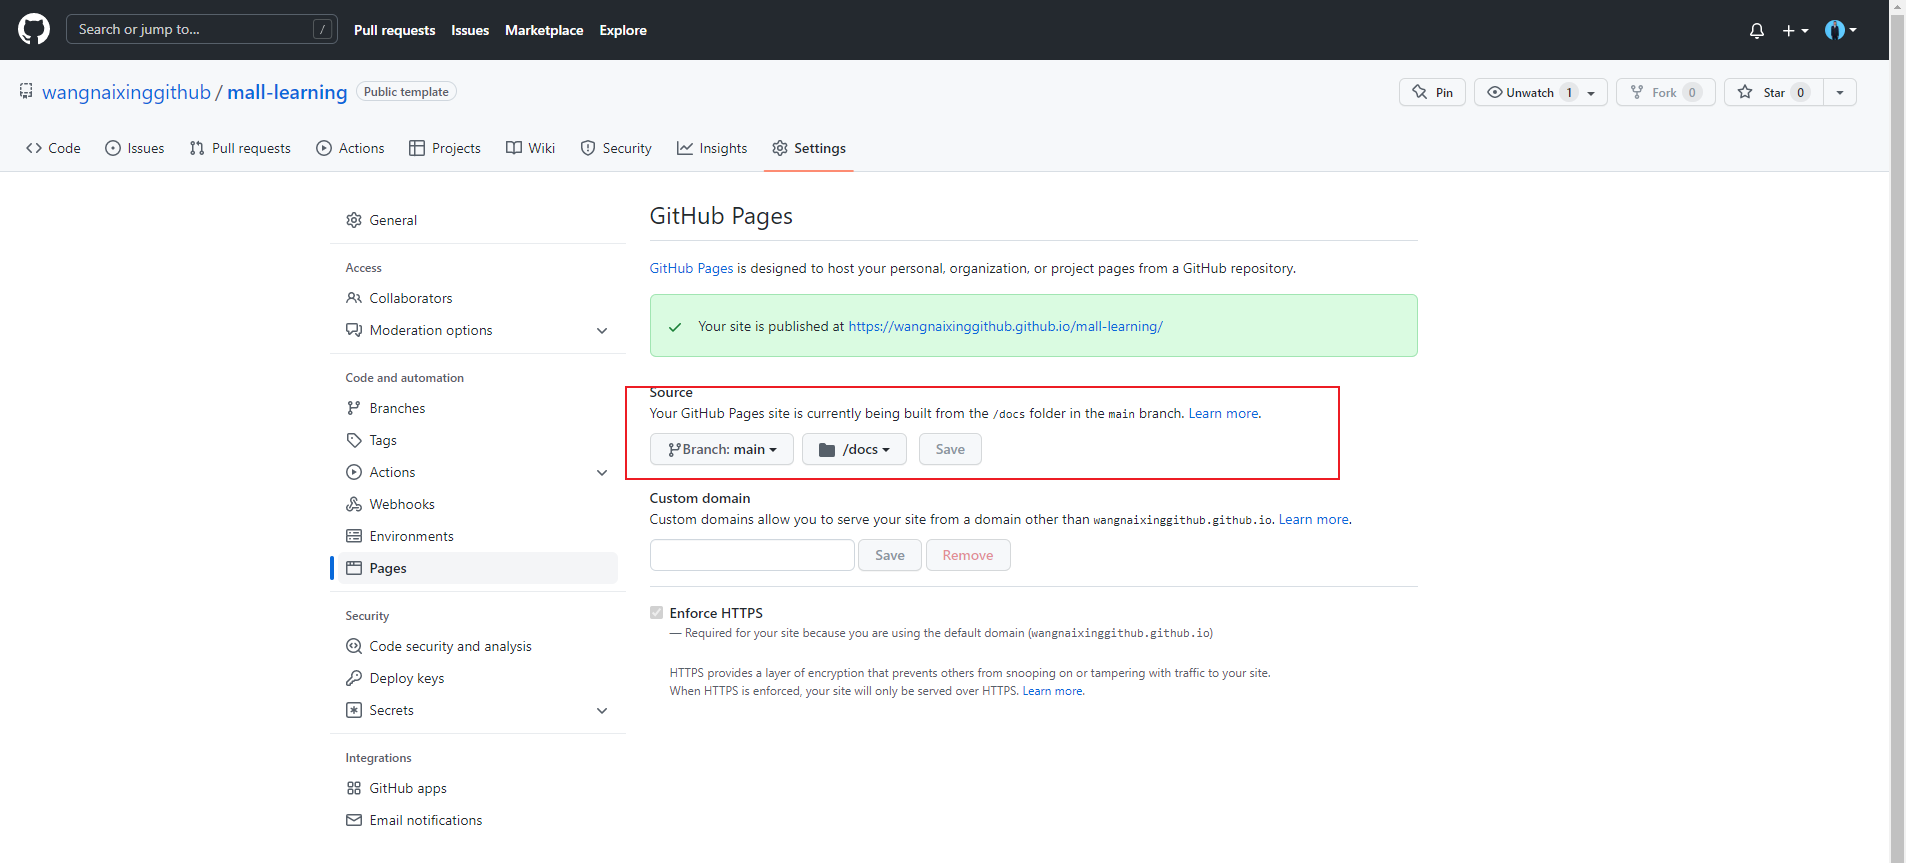 Search or jump to...
/
Pull requests
Issues
Marketplace
Explore
wangnaixinggithub / mall-learning
Public template
Pin
Unwatch 1
Fork 0
Star 0
Code
Issues
Pull requests
Actions
Projects
Wiki
Security
Insights
Settings
General
Access
Collaborators
Moderation options
Code and automation
Branches
Tags
Actions
Webhooks
Environments
Pages
Security
Code security and analysis
Deploy keys
Secrets
Integrations
GitHub apps
Email notifications
GitHub Pages
GitHub Pages is designed to host your personal, organization, or project pages from a GitHub repository.
Your site is published at https://wangnaixinggithub.github.io/mall-learning/
Source
Your GitHub Pages site is currently being built from the /docs folder in the main branch. Learn more.
Branch: main
/docs
Save
Custom domain
Custom domains allow you to serve your site from a domain other than wangnaixinggithub.github.io. Learn more.
Save
Remove
Enforce HTTPS
— Required for your site because you are using the default domain (wangnaixinggithub.github.io)
HTTPS provides a layer of encryption that prevents others from snooping on or tampering with traffic to your site.
When HTTPS is enforced, your site will only be served over HTTPS. Learn more.